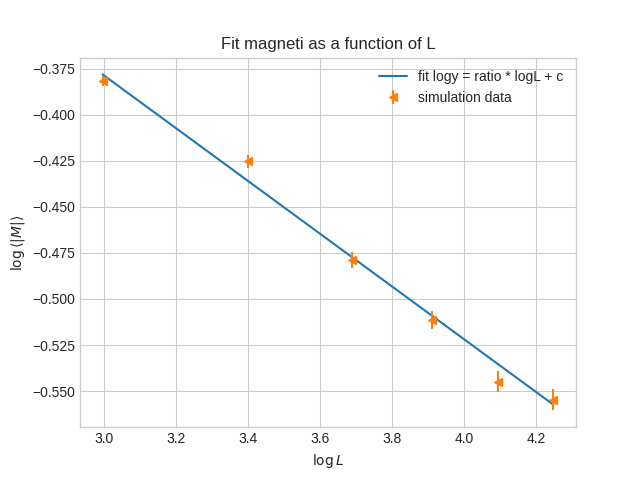 Fit magneti as a function of L
fit logy = ratio * logL + c
simulation data
−0.375
−0.400
−0.425
−0.450
−0.475
−0.500
−0.525
−0.550
log⟨|M|⟩
3.0 3.2 3.4 3.6 3.8 4.0 4.2
log L